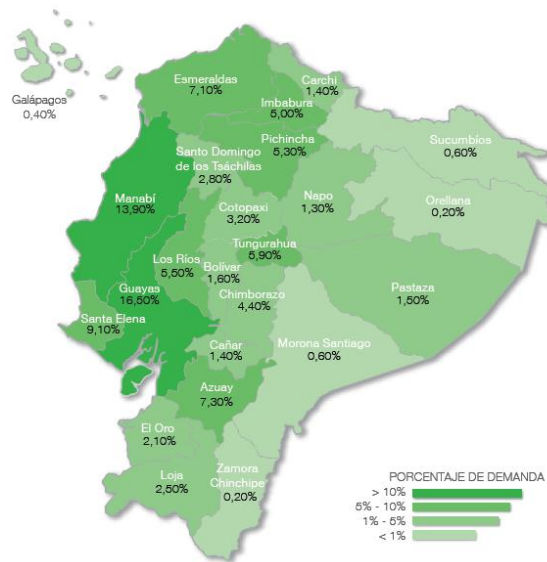 Galápagos
0,40%
Esmeraldas
7,10%
Carchi
1,40%
Imbabura
5,00%
Pichincha
5,30%
Sucumbíos
0,60%
Santo Domingo
de los Tsáchilas
2,80%
Manabí
13,90%
Cotopaxi
3,20%
Napo
1,30%
Orellana
0,20%
Tungurahua
5,90%
Los Ríos
5,50%
Bolívar
1,60%
Guayas
16,50%
Chimborazo
4,40%
Pastaza
1,50%
Santa Elena
9,10%
Cañar
1,40%
Morona Santiago
0,60%
Azuay
7,30%
El Oro
2,10%
Loja
2,50%
Zamora
Chinchipe
0,20%
PORCENTAJE DE DEMANDA
> 10%
5% - 10%
1% - 5%
< 1%